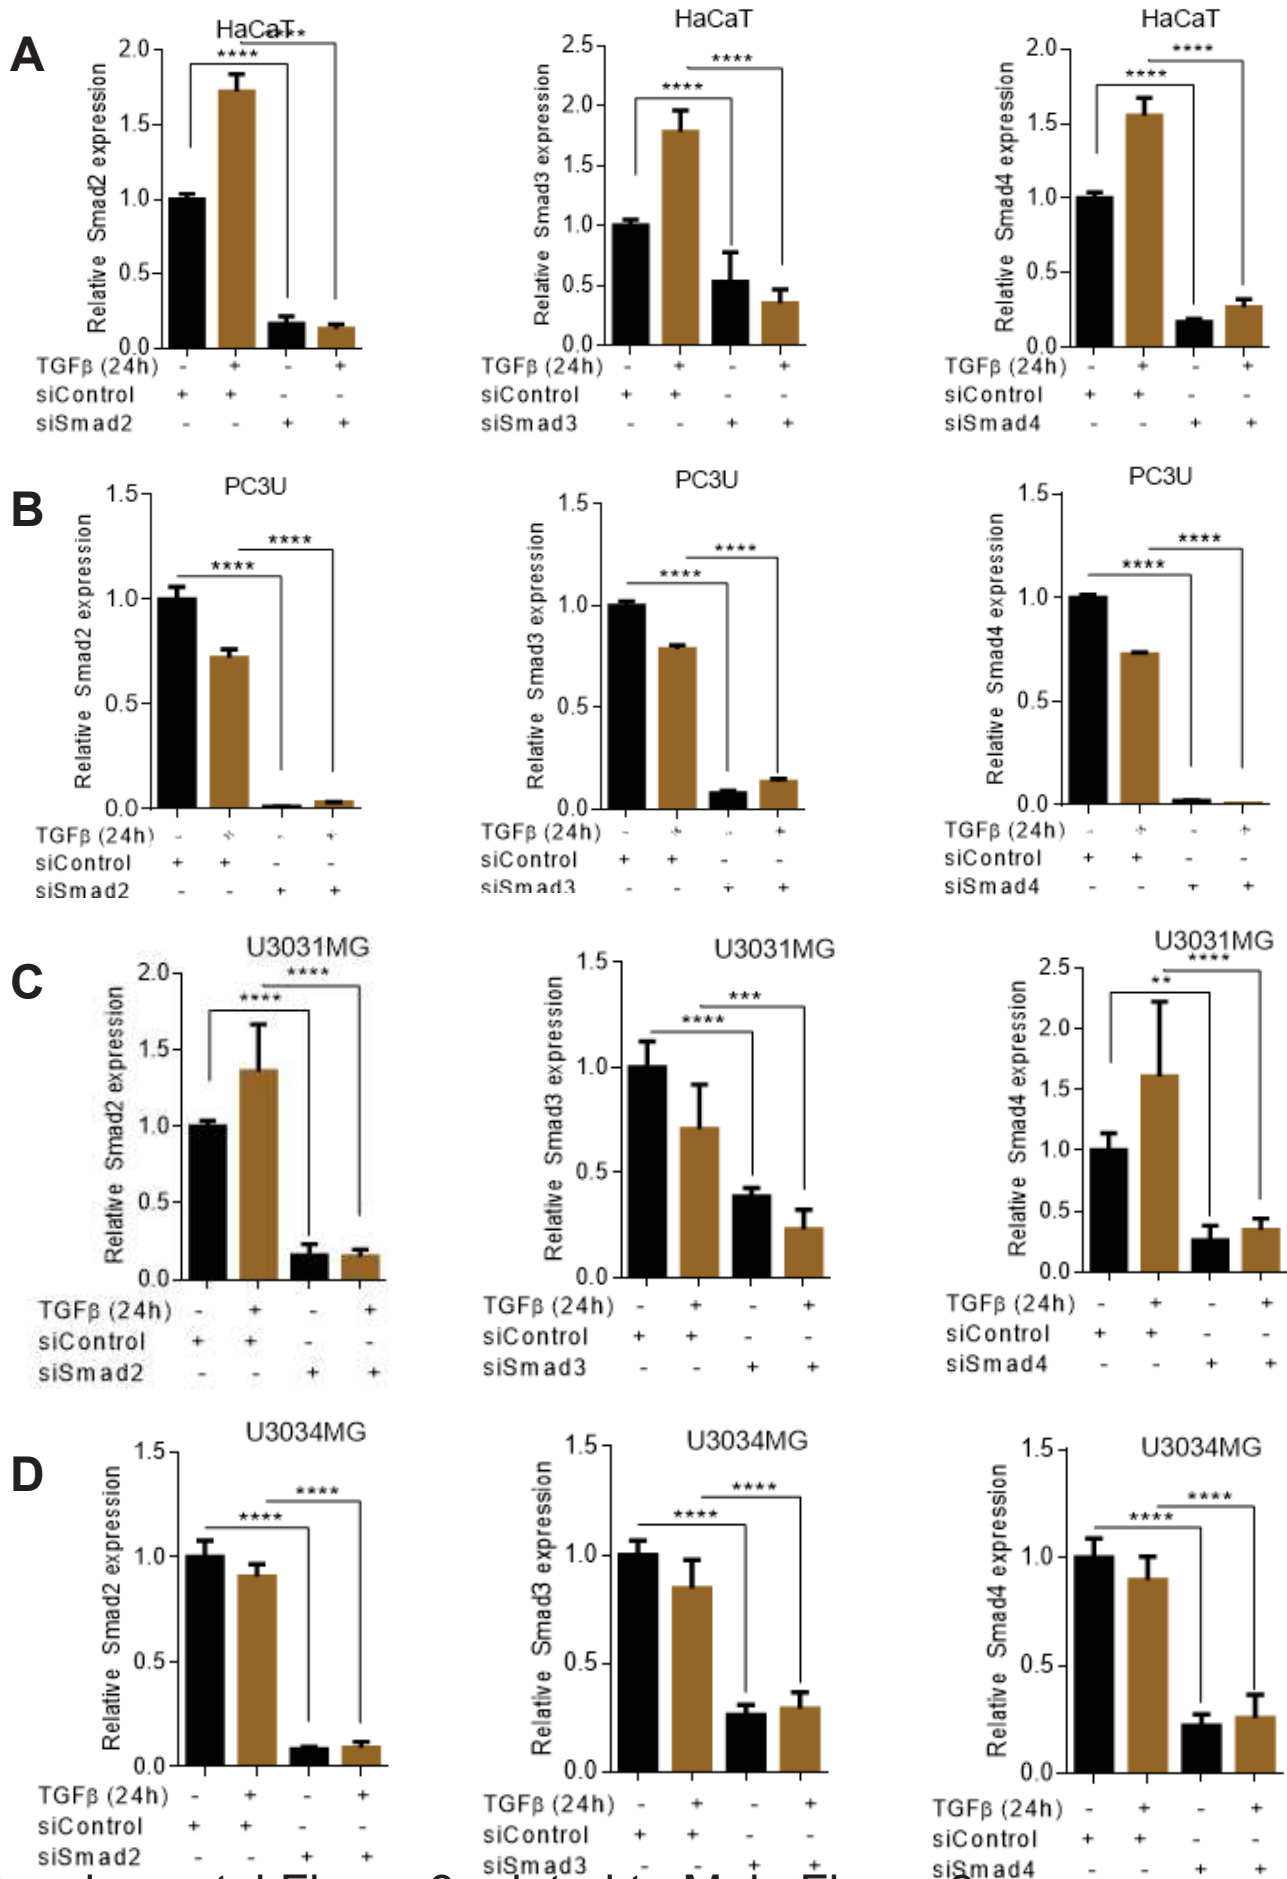 A
HaCaT
****
****
Relative Smad2 expression
2.0
1.5
1.0
0.5
0.0
TGFβ (24h) - + - +
siControl + + - -
siSmad2 - - + +
HaCaT
****
****
Relative Smad3 expression
2.5
2.0
1.5
1.0
0.5
0.0
TGFβ (24h) - + - +
siControl + + - -
siSmad3 - - + +
HaCaT
****
****
Relative Smad4 expression
2.0
1.5
1.0
0.5
0.0
TGFβ (24h) - + - +
siControl + + - -
siSmad4 - - + +
B
PC3U
****
****
Relative Smad2 expression
1.5
1.0
0.5
0.0
TGFβ (24h) - + - +
siControl + + - -
siSmad2 - - + +
PC3U
****
****
Relative Smad3 expression
1.5
1.0
0.5
0.0
TGFβ (24h) - + - +
siControl + + - -
siSmad3 - - + +
PC3U
****
****
Relative Smad4 expression
1.5
1.0
0.5
0.0
TGFβ (24h) - + - +
siControl + + - -
siSmad4 - - + +
C
U3031MG
****
****
Relative Smad2 expression
2.0
1.5
1.0
0.5
0.0
TGFβ (24h) - + - +
siControl + + - -
siSmad2 - - + +
U3031MG
***
****
Relative Smad3 expression
1.5
1.0
0.5
0.0
TGFβ (24h) - + - +
siControl + + - -
siSmad3 - - + +
U3031MG
****
**
Relative Smad4 expression
2.5
2.0
1.5
1.0
0.5
0.0
TGFβ (24h) - + - +
siControl + + - -
siSmad4 - - + +
D
U3034MG
****
****
Relative Smad2 expression
1.5
1.0
0.5
0.0
TGFβ (24h) - + - +
siControl + + - -
siSmad2 - - + +
U3034MG
****
****
Relative Smad3 expression
1.5
1.0
0.5
0.0
TGFβ (24h) - + - +
siControl + + - -
siSmad3 - - + +
U3034MG
****
****
Relative Smad4 expression
1.5
1.0
0.5
0.0
TGFβ (24h) - + - +
siControl + + - -
siSmad4 - - + +